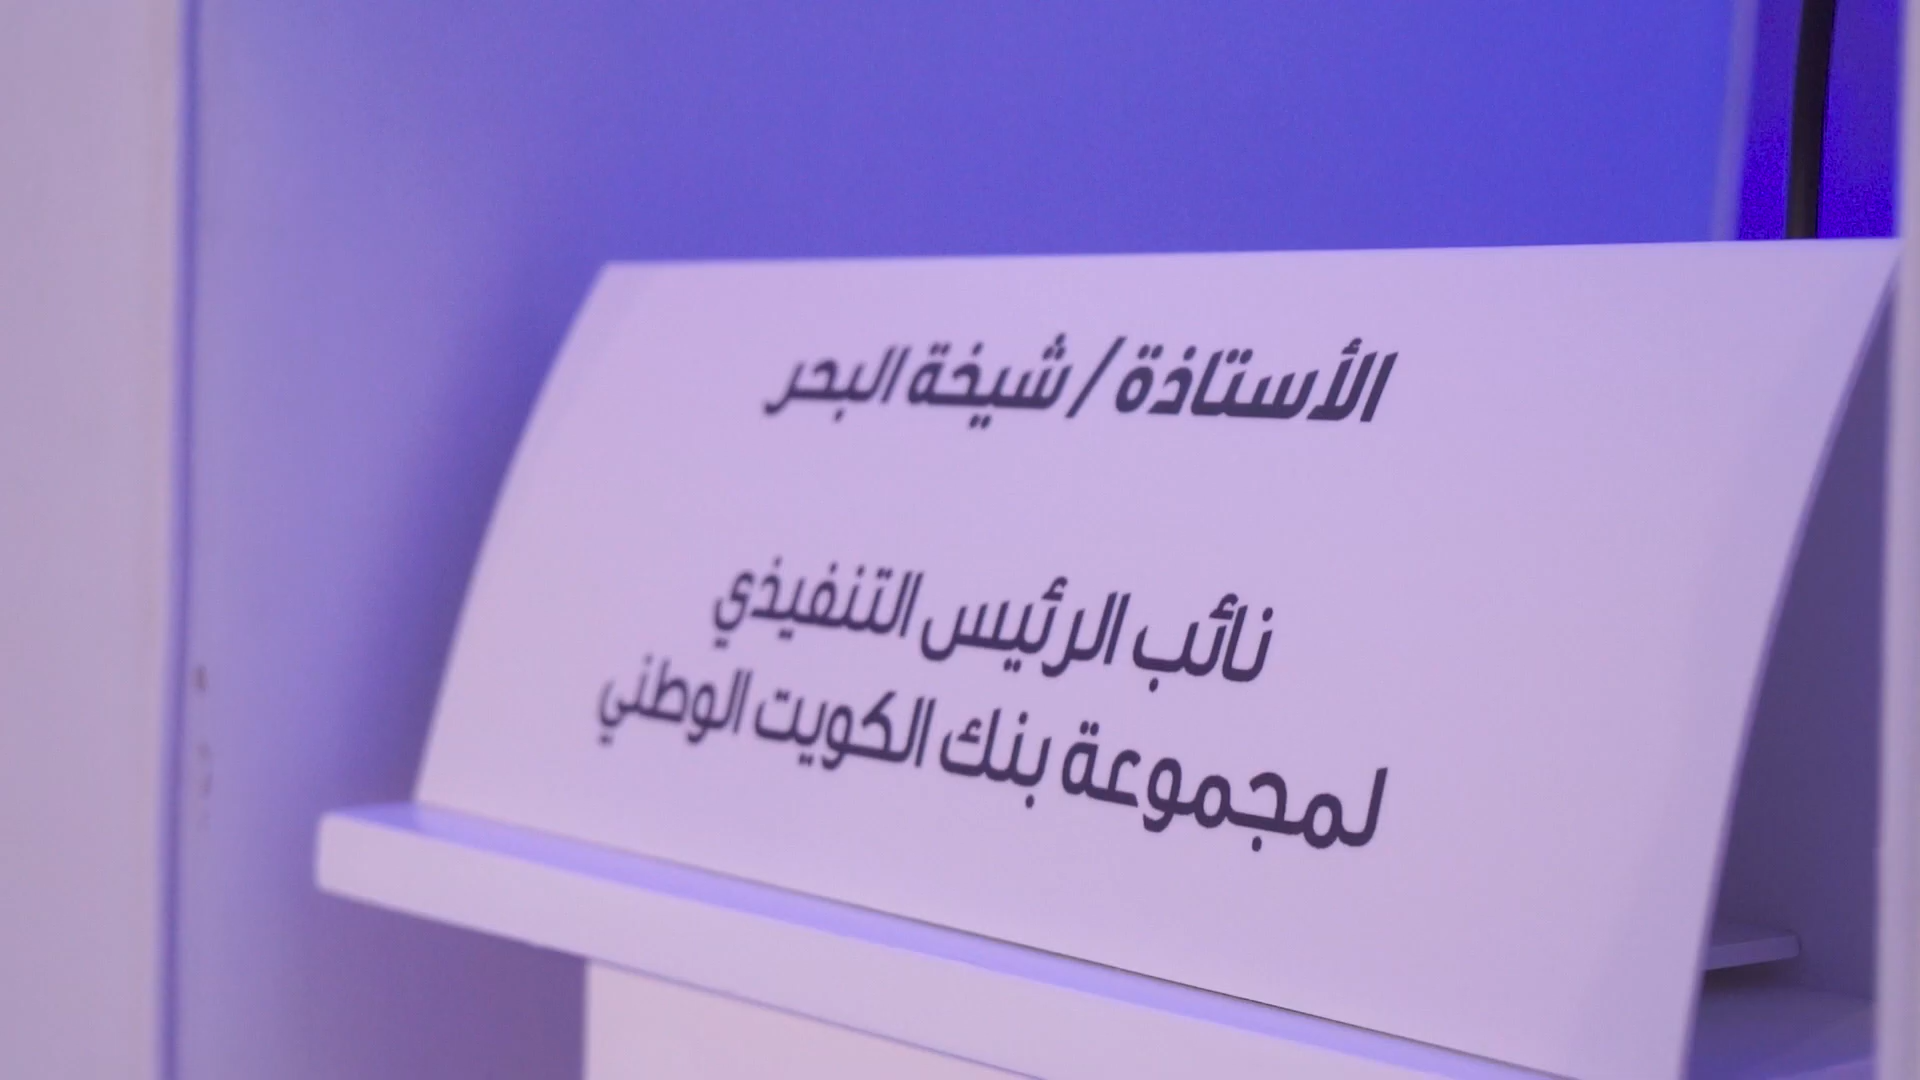 الأستاذة / شيخة البحر
نائب الرئيس التنفيذي
لمجموعة بنك الكويت الوطني